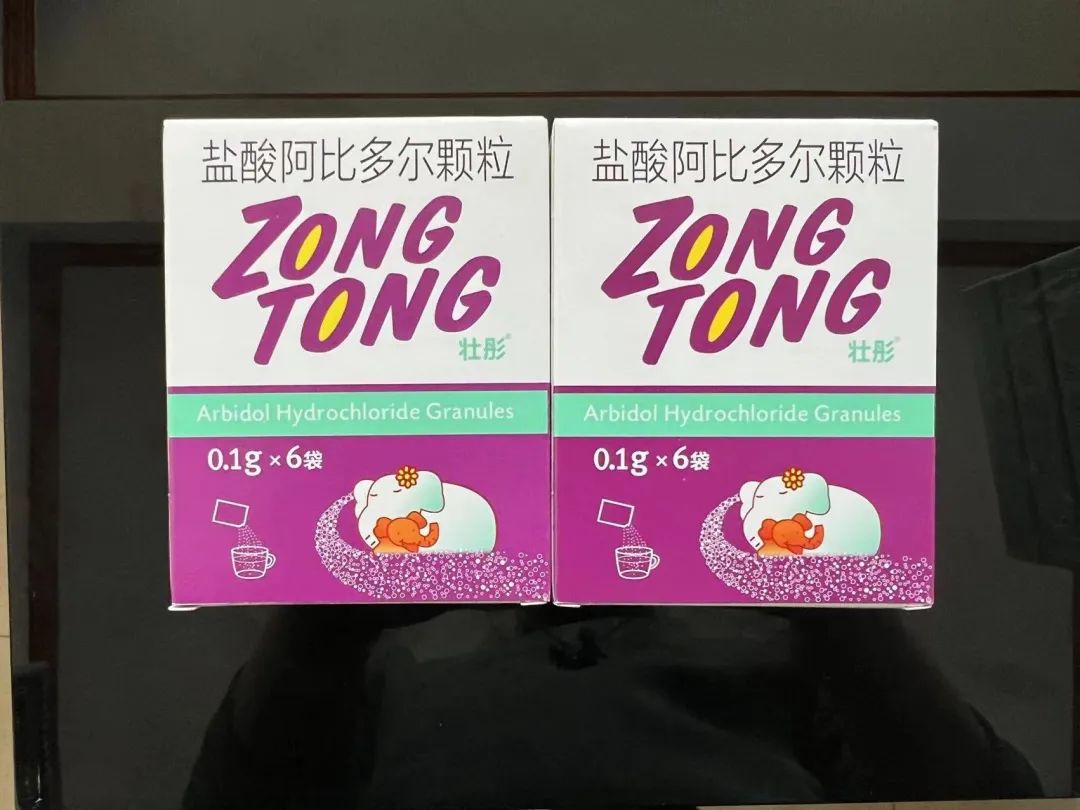 盐酸阿比多尔颗粒
ZONG
TONG
壮彤®
Arbidol Hydrochloride Granules
0.1g×6袋
盐酸阿比多尔颗粒
ZONG
TONG
壮彤®
Arbidol Hydrochloride Granules
0.1g×6袋